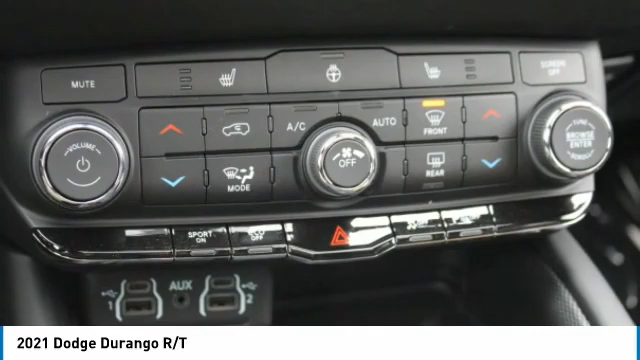 MUTE
SCREEN
OFF
VOLUME
A/C
AUTO
FRONT
MODE
OFF
REAR
BROWSE
ENTER
SPORT
ON
OFF
AUX
1
2
2021 Dodge Durango R/T